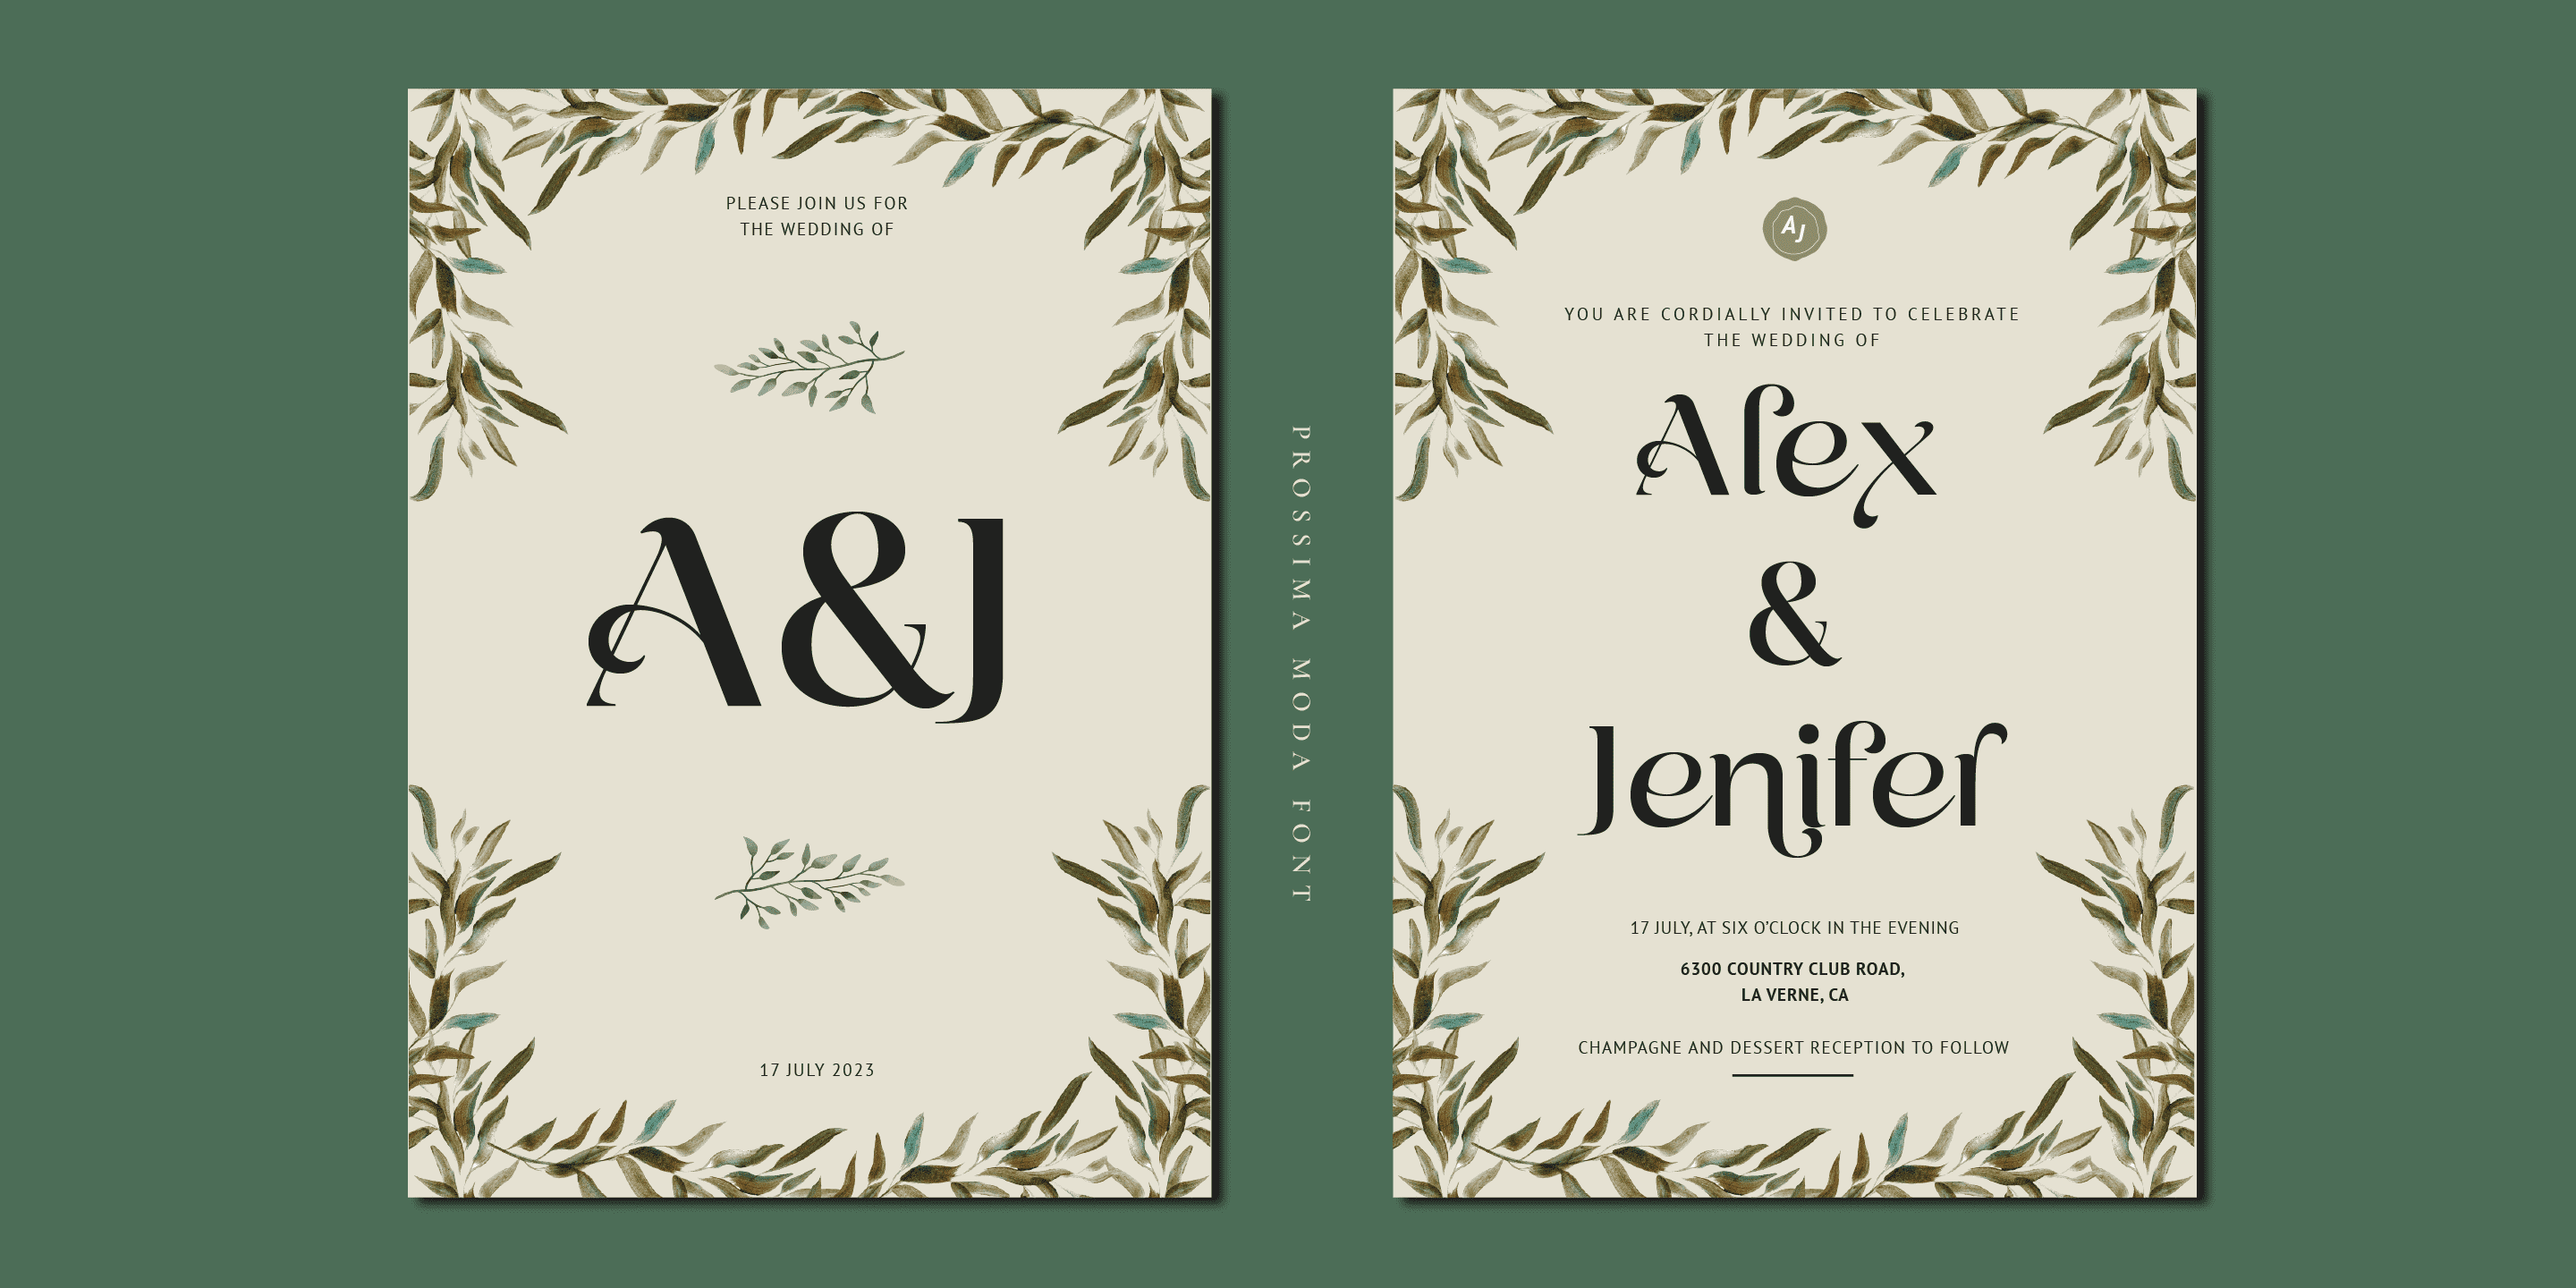 PLEASE JOIN US FOR
THE WEDDING OF
A&J
17 JULY 2023
PROSSIMA MODA FONT
AJ
YOU ARE CORDIALLY INVITED TO CELEBRATE
THE WEDDING OF
Alex
&
Jenifer
17 JULY, AT SIX O’CLOCK IN THE EVENING
6300 COUNTRY CLUB ROAD,
LA VERNE, CA
CHAMPAGNE AND DESSERT RECEPTION TO FOLLOW